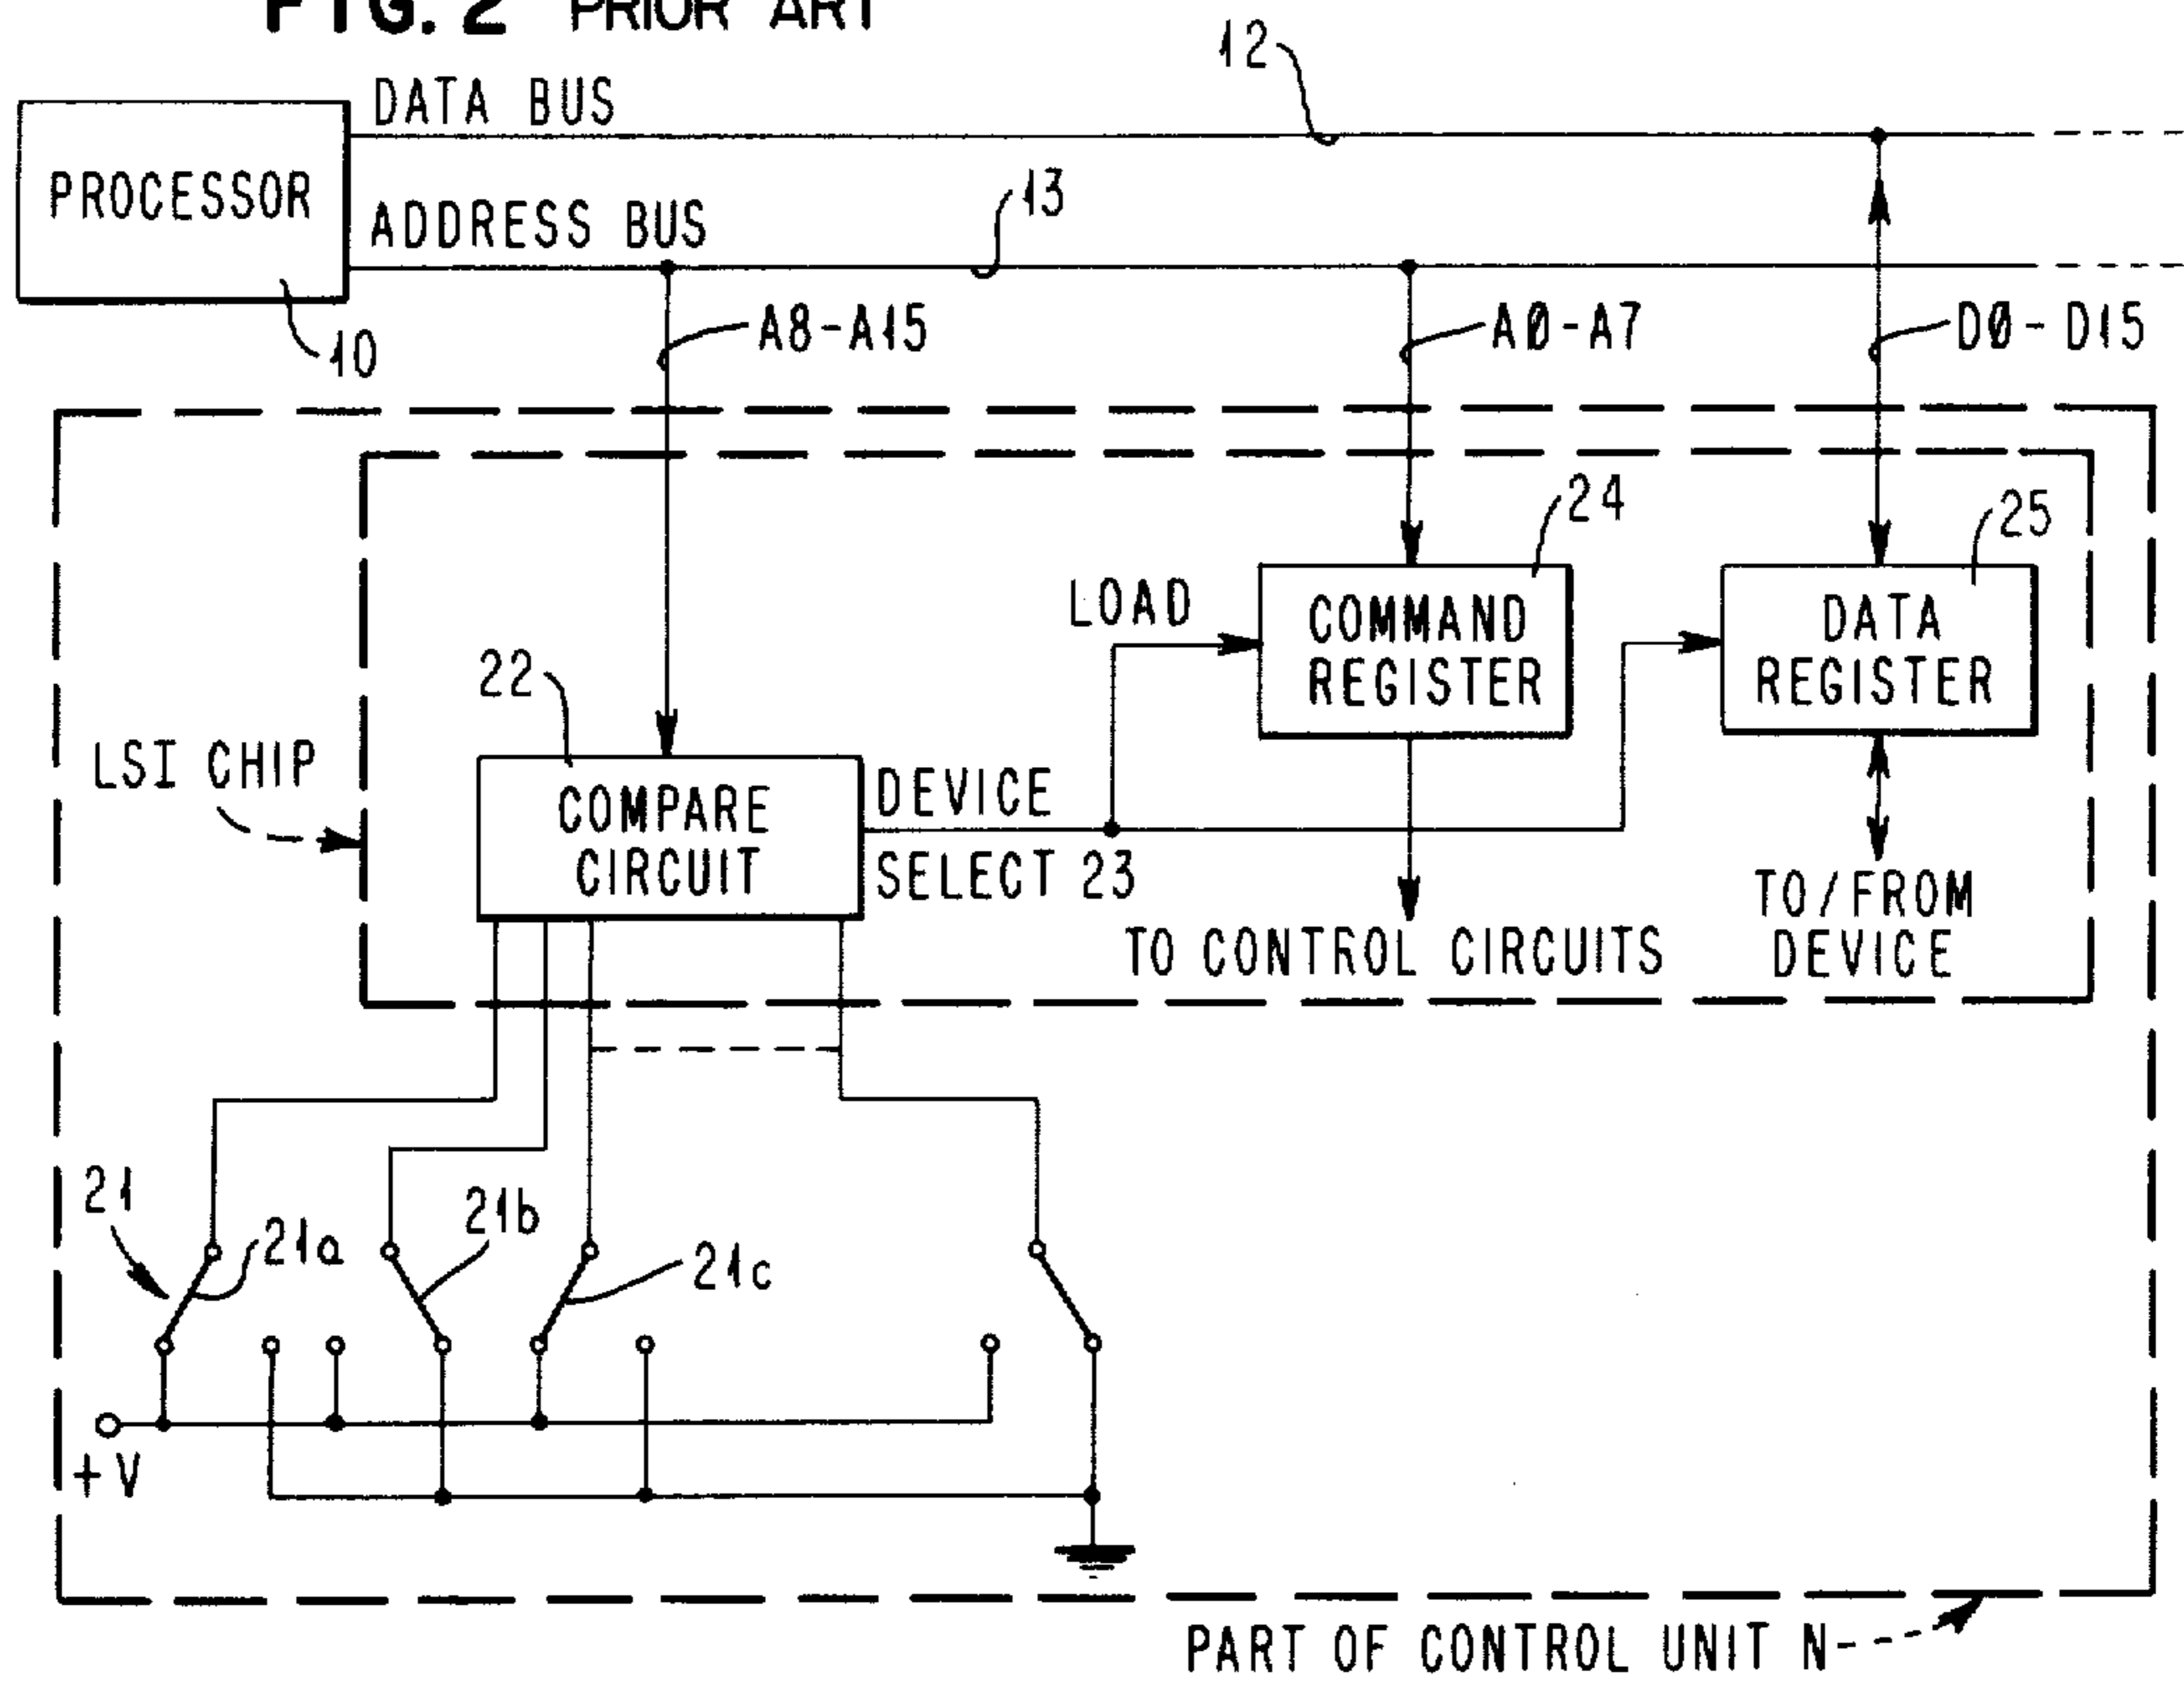 FIG. 2 PRIOR ART
12
DATA BUS
PROCESSOR
13
ADDRESS BUS
10
A8-A15
AØ-A7
DØ-D15
24
25
LOAD
COMMAND
REGISTER
DATA
REGISTER
22
LSI CHIP
COMPARE
CIRCUIT
DEVICE
SELECT 23
TO CONTROL CIRCUITS
TO/FROM
DEVICE
21
21a
21b
21c
+V
PART OF CONTROL UNIT N